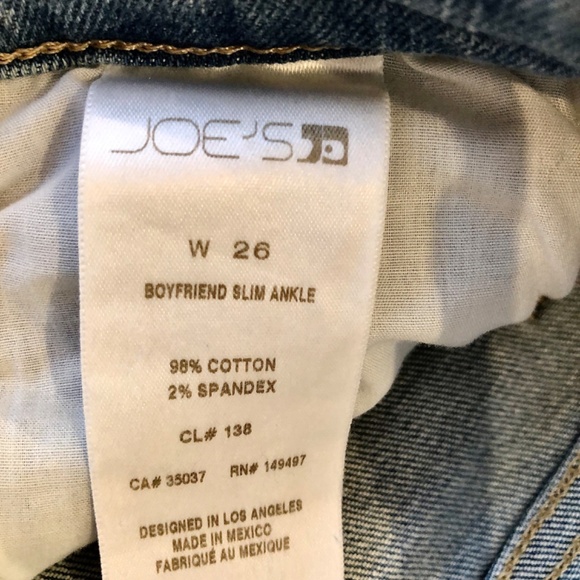 JOE'S
W 26
BOYFRIEND SLIM ANKLE
98% COTTON
2% SPANDEX
CL# 138
CA# 35037 RN# 149497
DESIGNED IN LOS ANGELES
MADE IN MEXICO
FABRIQUÉ AU MEXIQUE